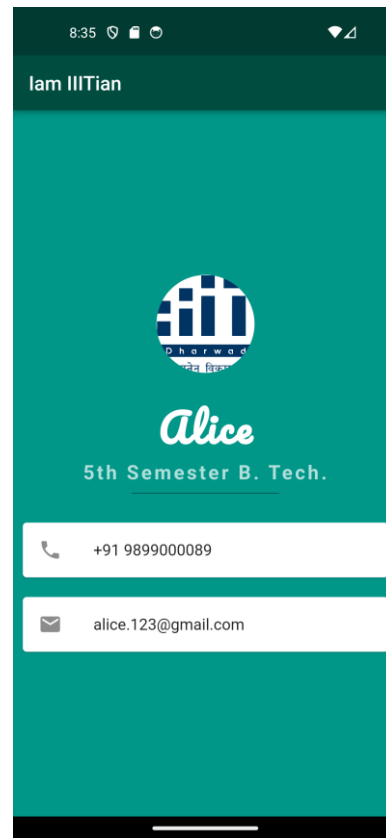 8:35
Iam IIITian
Dharwad
Alice
5th Semester B. Tech.
+91 9899000089
alice.123@gmail.com